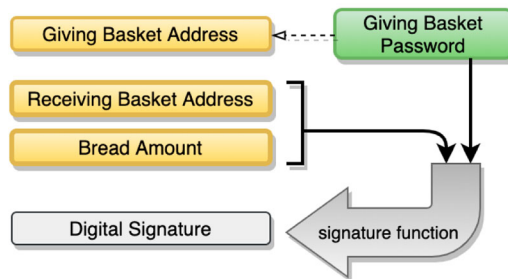 Giving Basket Address
Giving Basket
Password
Receiving Basket Address
Bread Amount
Digital Signature
signature function